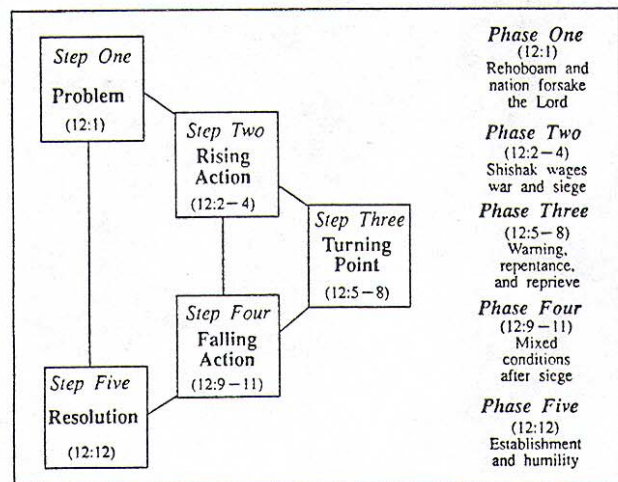 Step One
Problem
(12:1)
Step Two
Rising
Action
(12:2–4)
Step Three
Turning
Point
(12:5–8)
Step Four
Falling
Action
(12:9–11)
Step Five
Resolution
(12:12)
Phase One
(12:1)
Rehoboam and
nation forsake
the Lord
Phase Two
(12:2–4)
Shishak wages
war and siege
Phase Three
(12:5–8)
Warning,
repentance,
and reprieve
Phase Four
(12:9–11)
Mixed
conditions
after siege
Phase Five
(12:12)
Establishment
and humility